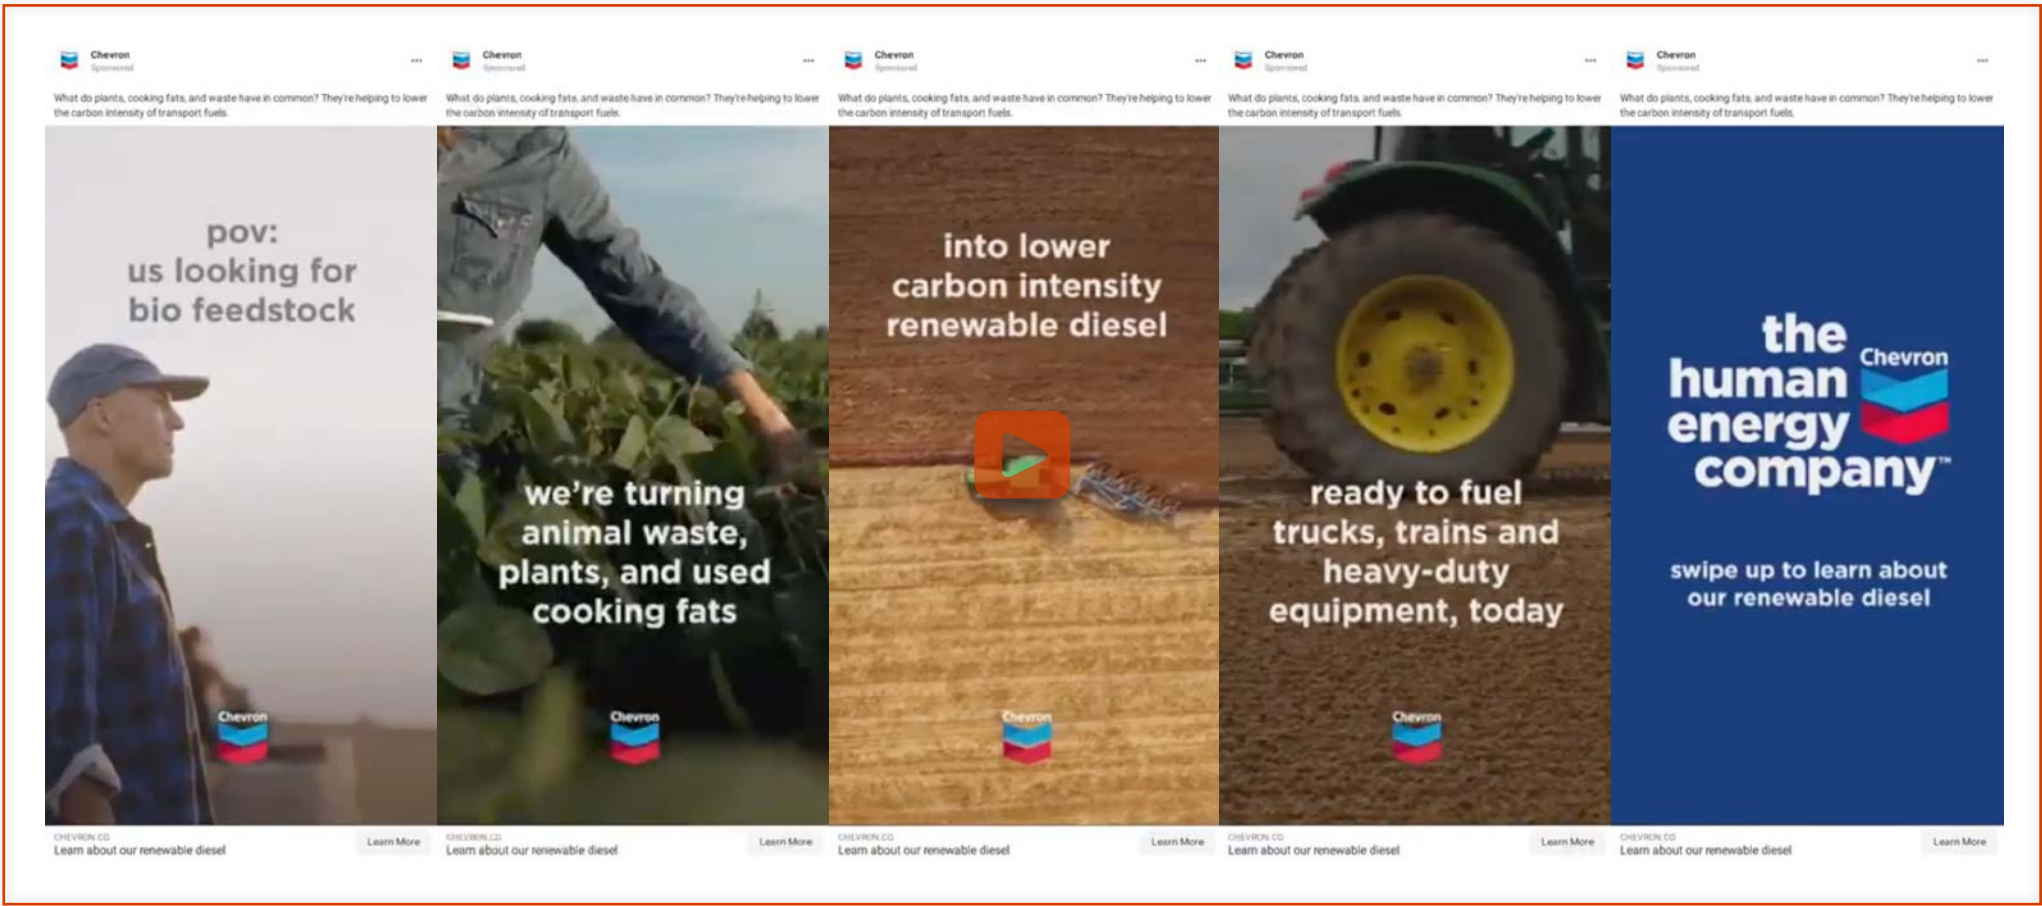 Chevron
Sponsored
What do plants, cooking fats, and waste have in common? They're helping to lower
the carbon intensity of transport fuels.
pov:
us looking for
bio feedstock
Chevron
CHEVRON.CO
Learn about our renewable diesel
Learn More
Chevron
Sponsored
What do plants, cooking fats, and waste have in common? They're helping to lower
the carbon intensity of transport fuels.
we're turning
animal waste,
plants, and used
cooking fats
Chevron
CHEVRON.CO
Learn about our renewable diesel
Learn More
Chevron
Sponsored
What do plants, cooking fats, and waste have in common? They're helping to lower
the carbon intensity of transport fuels.
into lower
carbon intensity
renewable diesel
Chevron
CHEVRON.CO
Learn about our renewable diesel
Learn More
Chevron
Sponsored
What do plants, cooking fats, and waste have in common? They're helping to lower
the carbon intensity of transport fuels.
ready to fuel
trucks, trains and
heavy-duty
equipment, today
Chevron
CHEVRON.CO
Learn about our renewable diesel
Learn More
Chevron
Sponsored
What do plants, cooking fats, and waste have in common? They're helping to lower
the carbon intensity of transport fuels.
the
human
energy
company™
Chevron
swipe up to learn about
our renewable diesel
CHEVRON.CO
Learn about our renewable diesel
Learn More